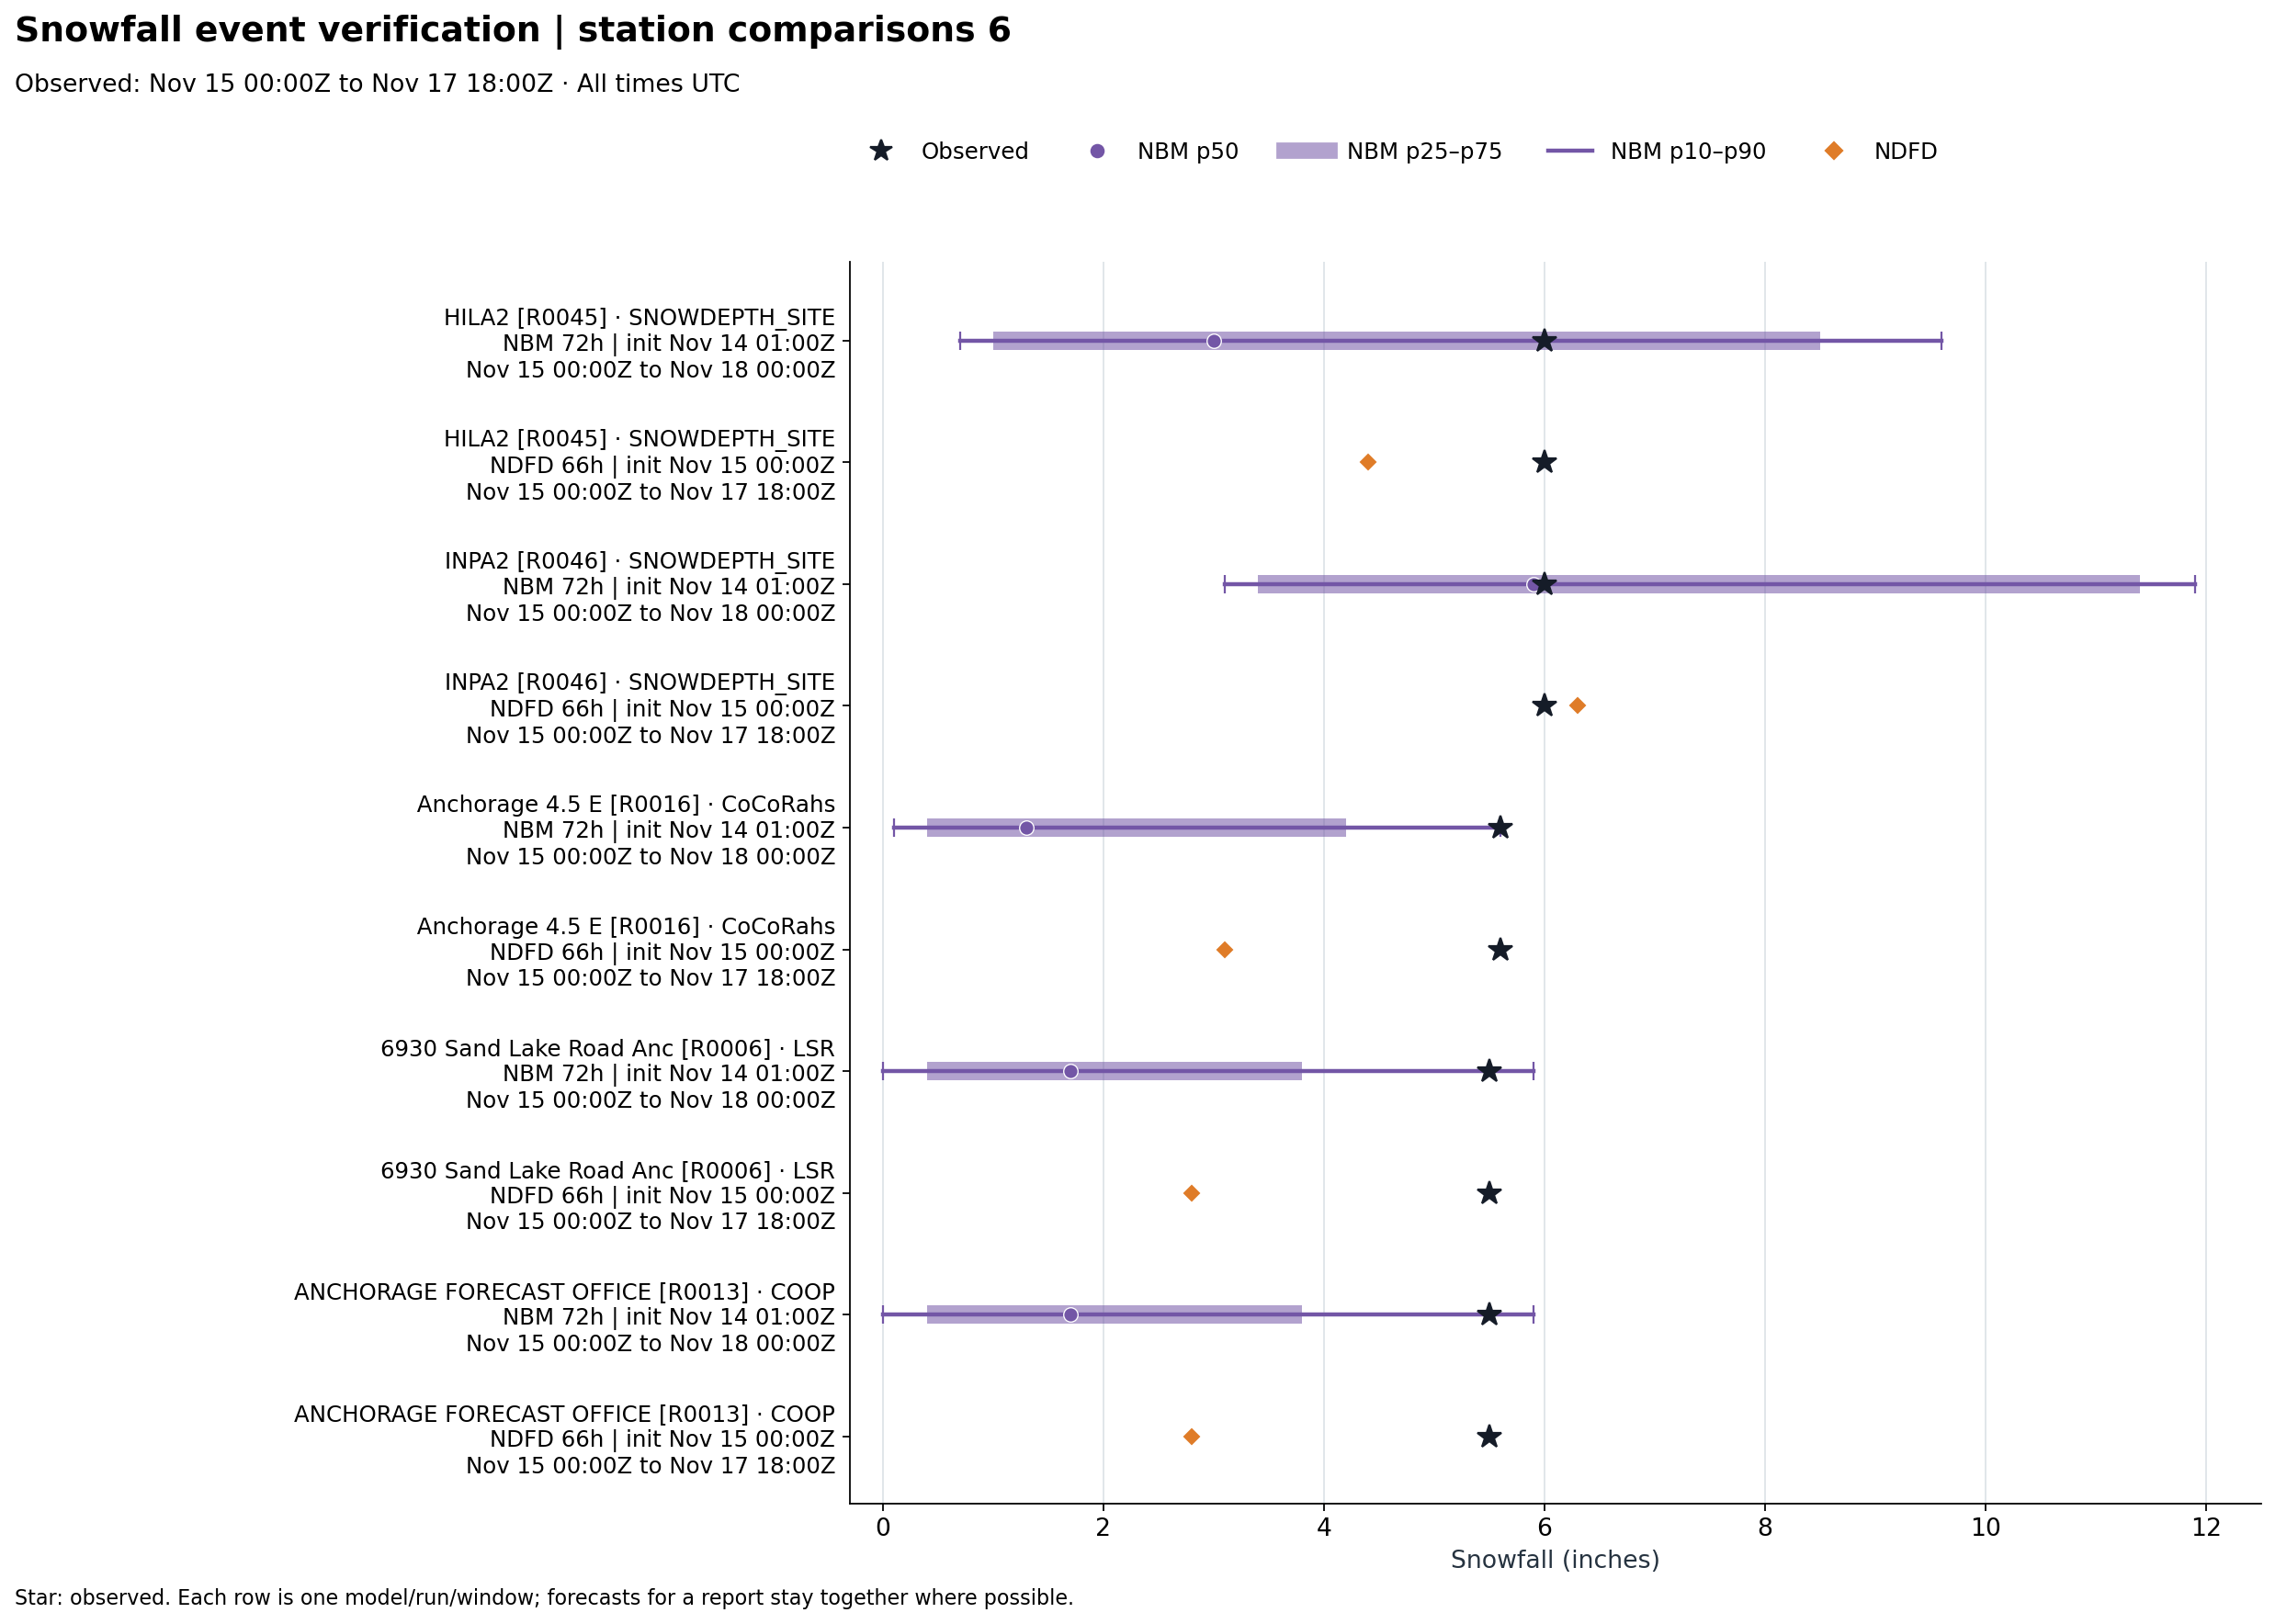 Snowfall event verification | station comparisons 6
Observed: Nov 15 00:00Z to Nov 17 18:00Z · All times UTC
Observed
NBM p50
NBM p25–p75
NBM p10–p90
NDFD
HILA2 [R0045] · SNOWDEPTH_SITE
NBM 72h | init Nov 14 01:00Z
Nov 15 00:00Z to Nov 18 00:00Z
HILA2 [R0045] · SNOWDEPTH_SITE
NDFD 66h | init Nov 15 00:00Z
Nov 15 00:00Z to Nov 17 18:00Z
INPA2 [R0046] · SNOWDEPTH_SITE
NBM 72h | init Nov 14 01:00Z
Nov 15 00:00Z to Nov 18 00:00Z
INPA2 [R0046] · SNOWDEPTH_SITE
NDFD 66h | init Nov 15 00:00Z
Nov 15 00:00Z to Nov 17 18:00Z
Anchorage 4.5 E [R0016] · CoCoRahs
NBM 72h | init Nov 14 01:00Z
Nov 15 00:00Z to Nov 18 00:00Z
Anchorage 4.5 E [R0016] · CoCoRahs
NDFD 66h | init Nov 15 00:00Z
Nov 15 00:00Z to Nov 17 18:00Z
6930 Sand Lake Road Anc [R0006] · LSR
NBM 72h | init Nov 14 01:00Z
Nov 15 00:00Z to Nov 18 00:00Z
6930 Sand Lake Road Anc [R0006] · LSR
NDFD 66h | init Nov 15 00:00Z
Nov 15 00:00Z to Nov 17 18:00Z
ANCHORAGE FORECAST OFFICE [R0013] · COOP
NBM 72h | init Nov 14 01:00Z
Nov 15 00:00Z to Nov 18 00:00Z
ANCHORAGE FORECAST OFFICE [R0013] · COOP
NDFD 66h | init Nov 15 00:00Z
Nov 15 00:00Z to Nov 17 18:00Z
0 2 4 6 8 10 12
Snowfall (inches)
Star: observed. Each row is one model/run/window; forecasts for a report stay together where possible.